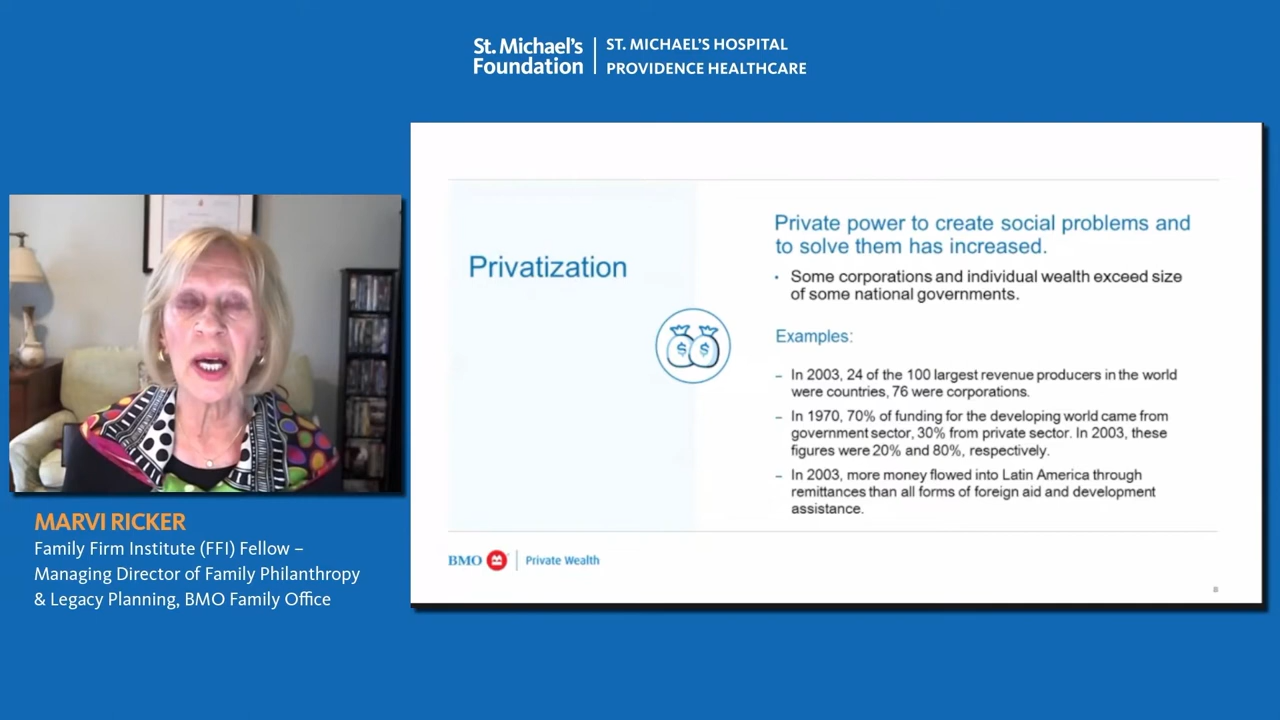 St. Michael's
Foundation
ST. MICHAEL'S HOSPITAL
PROVIDENCE HEALTHCARE
Privatization
Private power to create social problems and
to solve them has increased.
• Some corporations and individual wealth exceed size
of some national governments.
Examples:
– In 2003, 24 of the 100 largest revenue producers in the world
were countries, 76 were corporations.
– In 1970, 70% of funding for the developing world came from
government sector, 30% from private sector. In 2003, these
figures were 20% and 80%, respectively.
– In 2003, more money flowed into Latin America through
remittances than all forms of foreign aid and development
assistance.
$ $
BMO Private Wealth
8
MARVI RICKER
Family Firm Institute (FFI) Fellow –
Managing Director of Family Philanthropy
& Legacy Planning, BMO Family Office